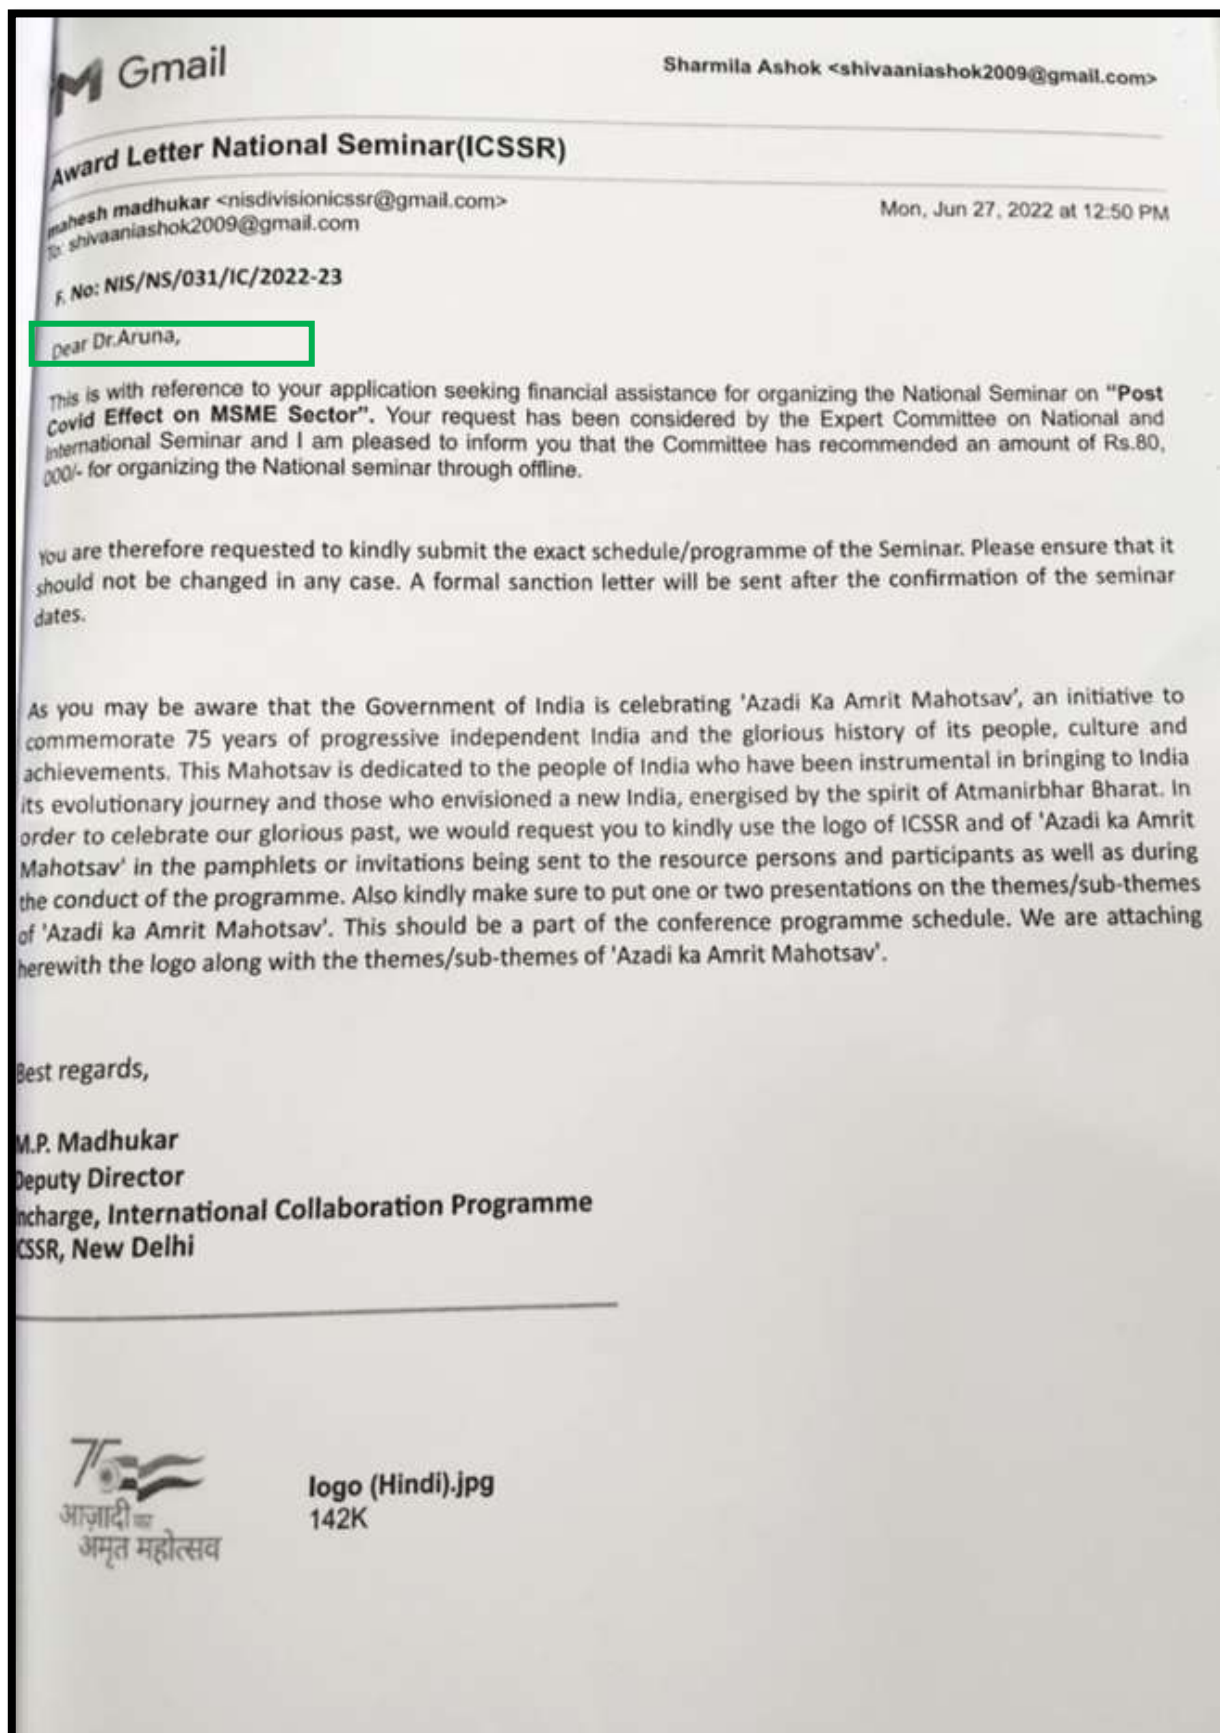 M Gmail
Sharmila Ashok <shivaaniashok2009@gmail.com>
Award Letter National Seminar(ICSSR)
mahesh madhukar <nisdivisionicssr@gmail.com>
To: shivaaniashok2009@gmail.com
Mon, Jun 27, 2022 at 12:50 PM
F. No: NIS/NS/031/IC/2022-23
Dear Dr.Aruna,
This is with reference to your application seeking financial assistance for organizing the National Seminar on "Post
Covid Effect on MSME Sector". Your request has been considered by the Expert Committee on National and
International Seminar and I am pleased to inform you that the Committee has recommended an amount of Rs.80,
000/- for organizing the National seminar through offline.
You are therefore requested to kindly submit the exact schedule/programme of the Seminar. Please ensure that it
should not be changed in any case. A formal sanction letter will be sent after the confirmation of the seminar
dates.
As you may be aware that the Government of India is celebrating 'Azadi Ka Amrit Mahotsav', an initiative to
commemorate 75 years of progressive independent India and the glorious history of its people, culture and
achievements. This Mahotsav is dedicated to the people of India who have been instrumental in bringing to India
its evolutionary journey and those who envisioned a new India, energised by the spirit of Atmanirbhar Bharat. In
order to celebrate our glorious past, we would request you to kindly use the logo of ICSSR and of 'Azadi ka Amrit
Mahotsav' in the pamphlets or invitations being sent to the resource persons and participants as well as during
the conduct of the programme. Also kindly make sure to put one or two presentations on the themes/sub-themes
of 'Azadi ka Amrit Mahotsav'. This should be a part of the conference programme schedule. We are attaching
herewith the logo along with the themes/sub-themes of 'Azadi ka Amrit Mahotsav'.
Best regards,
M.P. Madhukar
Deputy Director
Incharge, International Collaboration Programme
ICSSR, New Delhi
75
आज़ादी का
अमृत महोत्सव
logo (Hindi).jpg
142K